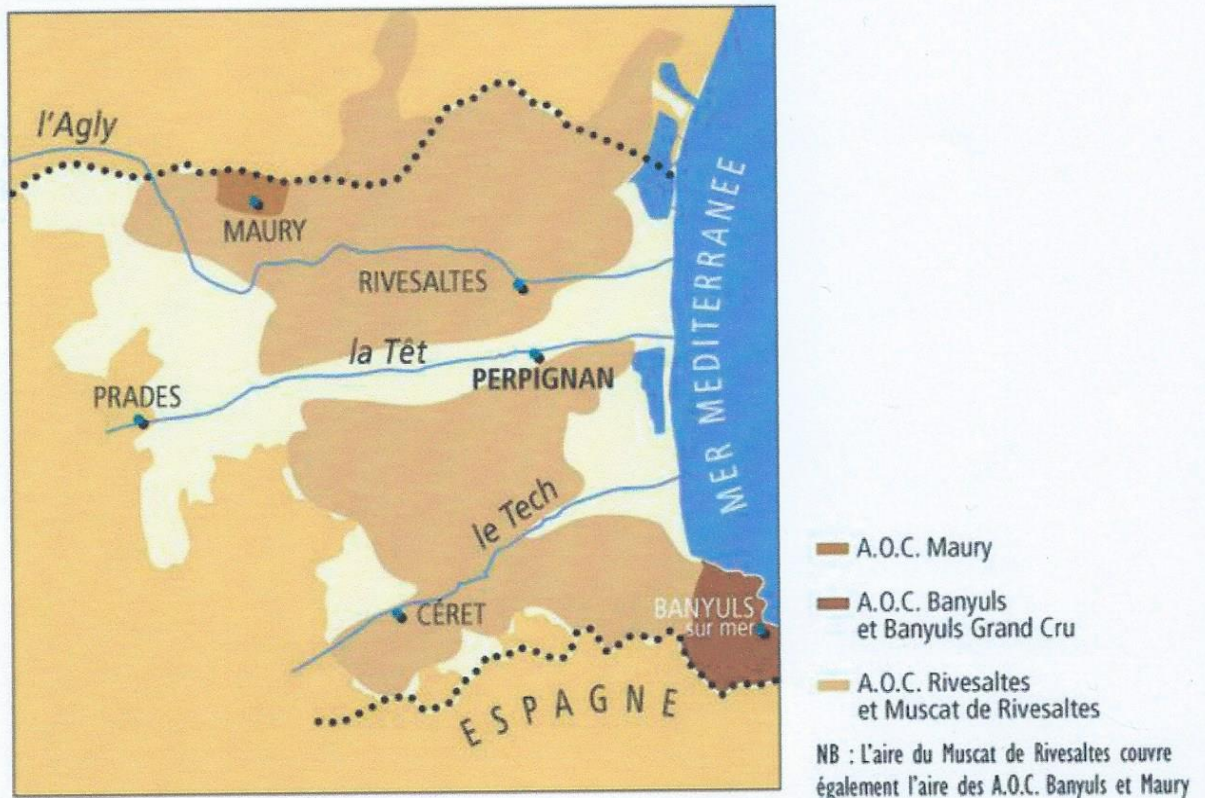 l'Agly
MAURY
RIVESALTES
la Têt
PERPIGNAN
PRADES
MER MEDITERRANEE
le Tech
CÉRET
BANYULS
sur mer
ESPAGNE
A.O.C. Maury
A.O.C. Banyuls
et Banyuls Grand Cru
A.O.C. Rivesaltes
et Muscat de Rivesaltes
NB : L'aire du Muscat de Rivesaltes couvre
également l'aire des A.O.C. Banyuls et Maury